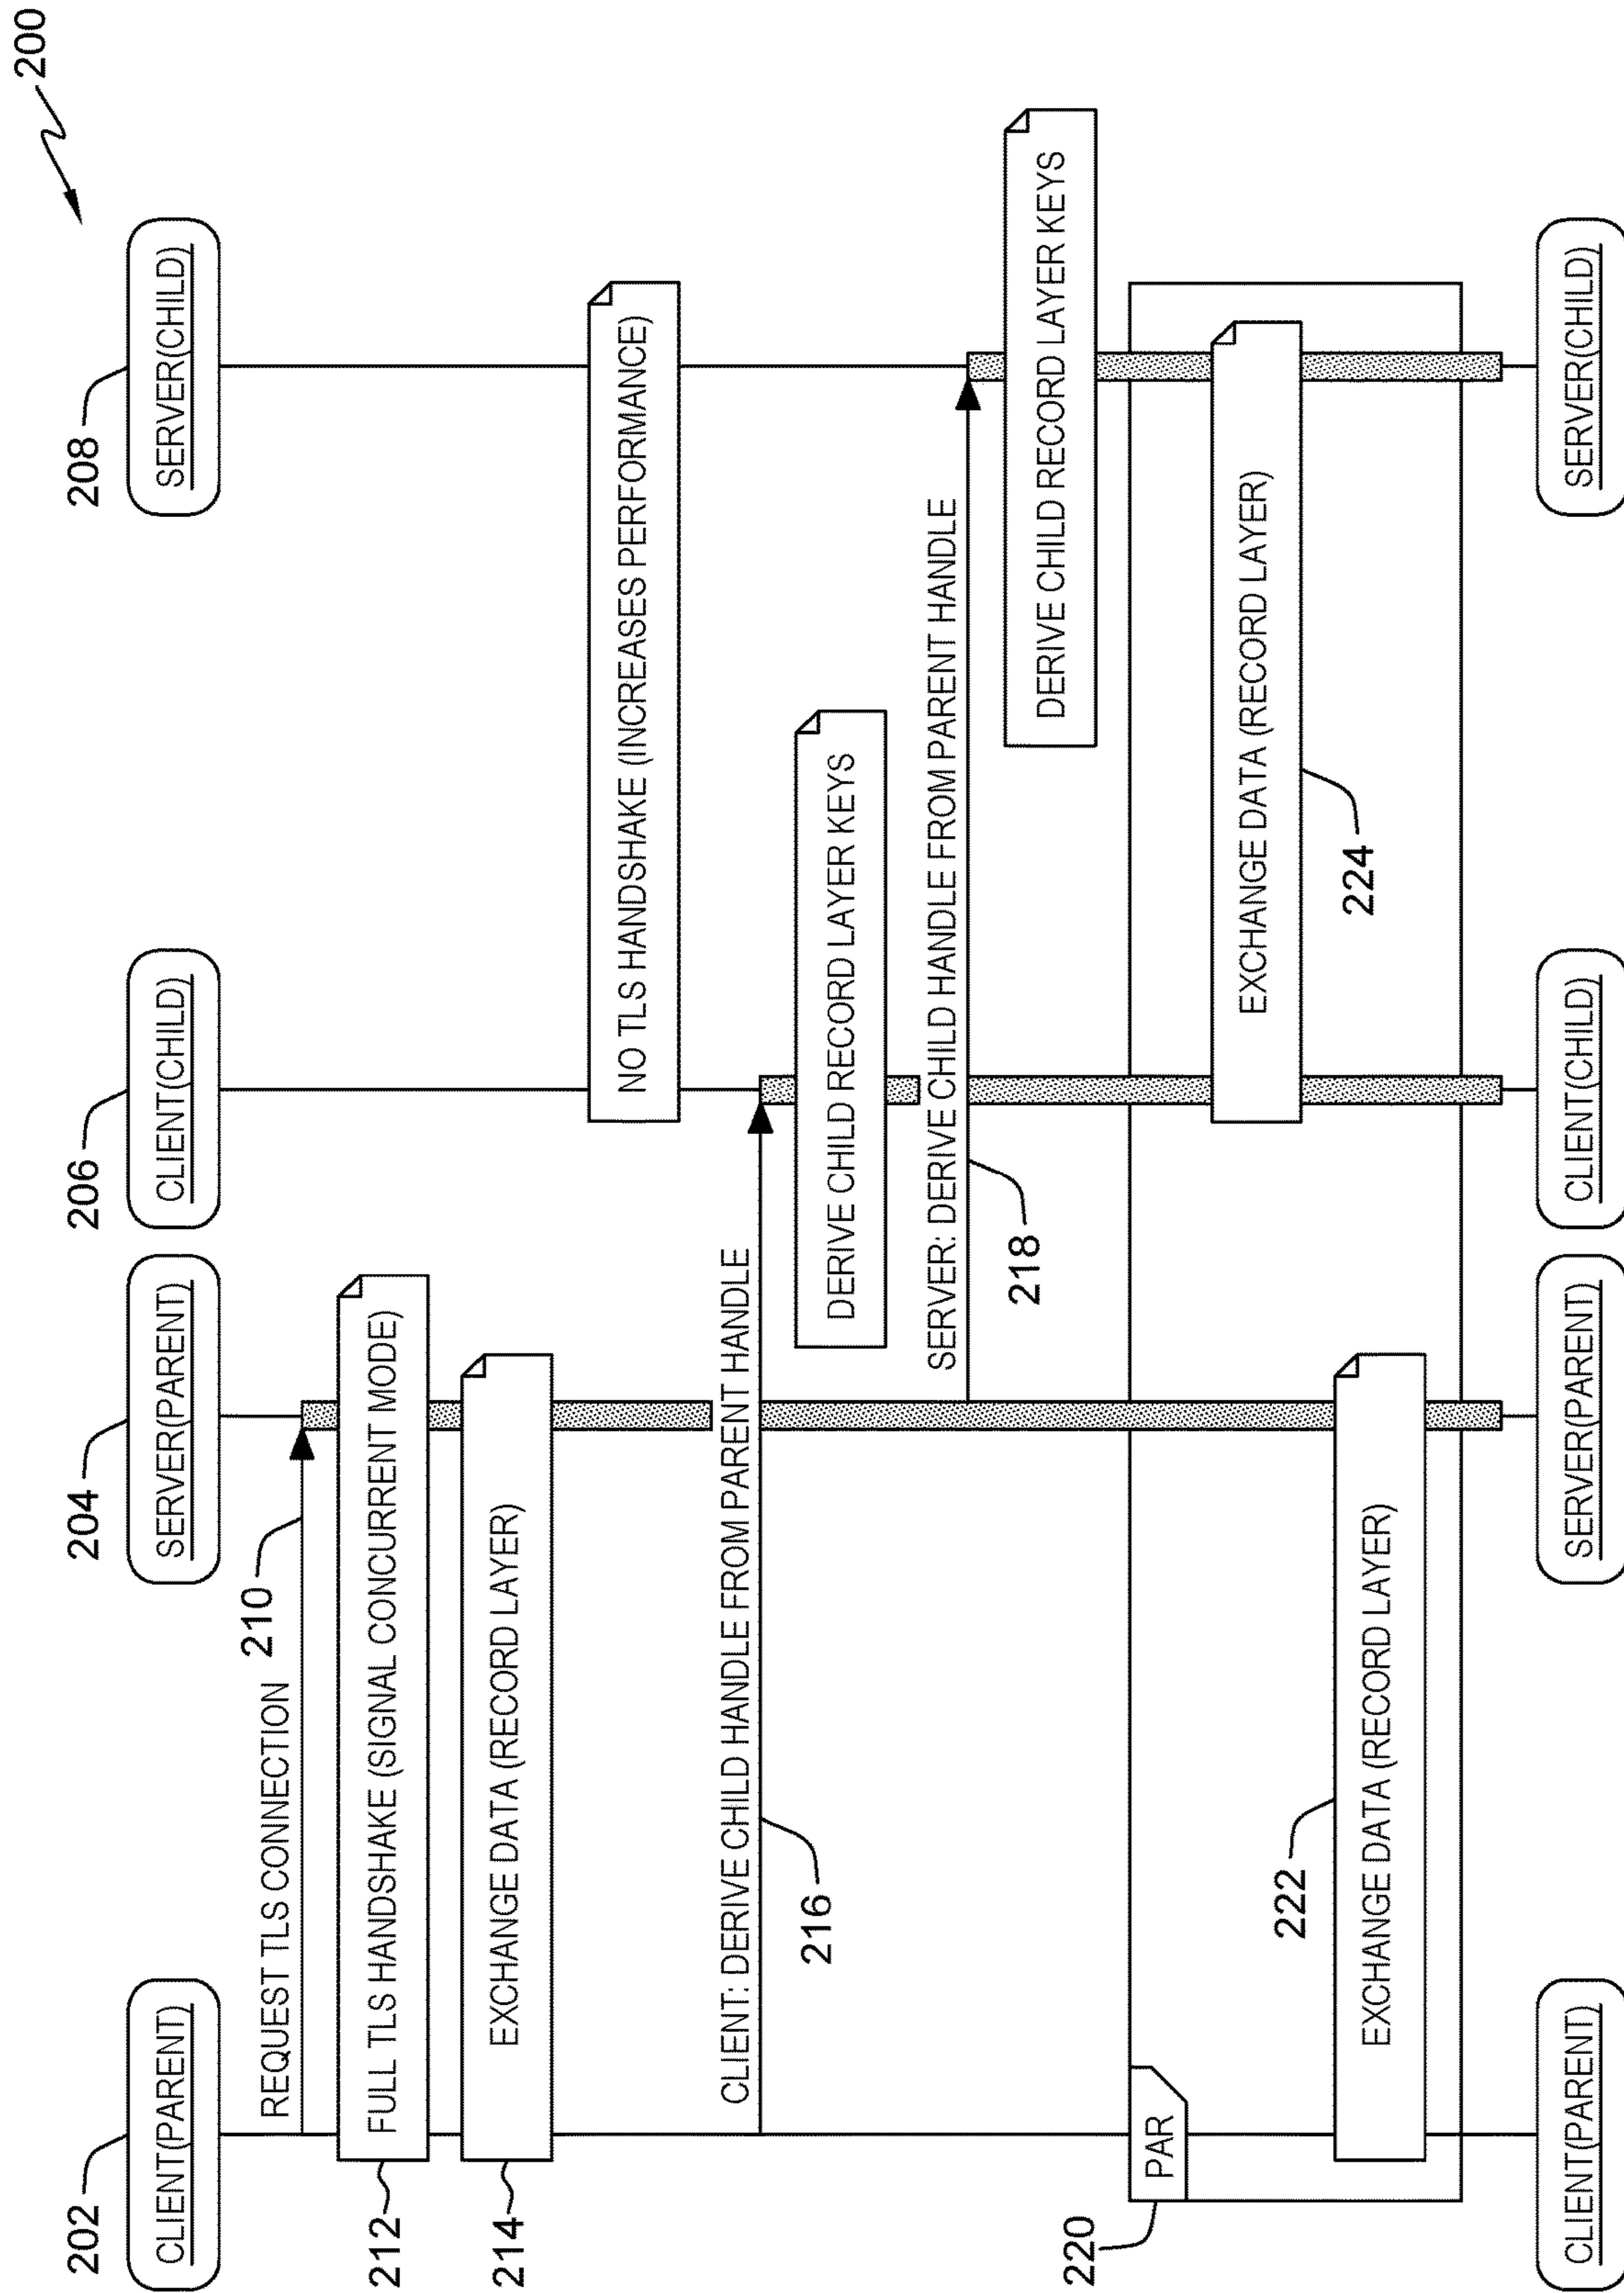 200
202
204
206
208
CLIENT(PARENT)
SERVER(PARENT)
CLIENT(CHILD)
SERVER(CHILD)
REQUEST TLS CONNECTION
210
FULL TLS HANDSHAKE (SIGNAL CONCURRENT MODE)
212
EXCHANGE DATA (RECORD LAYER)
214
NO TLS HANDSHAKE (INCREASES PERFORMANCE)
CLIENT: DERIVE CHILD HANDLE FROM PARENT HANDLE
216
DERIVE CHILD RECORD LAYER KEYS
SERVER: DERIVE CHILD HANDLE FROM PARENT HANDLE
218
DERIVE CHILD RECORD LAYER KEYS
220
PAR
EXCHANGE DATA (RECORD LAYER)
224
222
EXCHANGE DATA (RECORD LAYER)
CLIENT(PARENT)
SERVER(PARENT)
CLIENT(CHILD)
SERVER(CHILD)